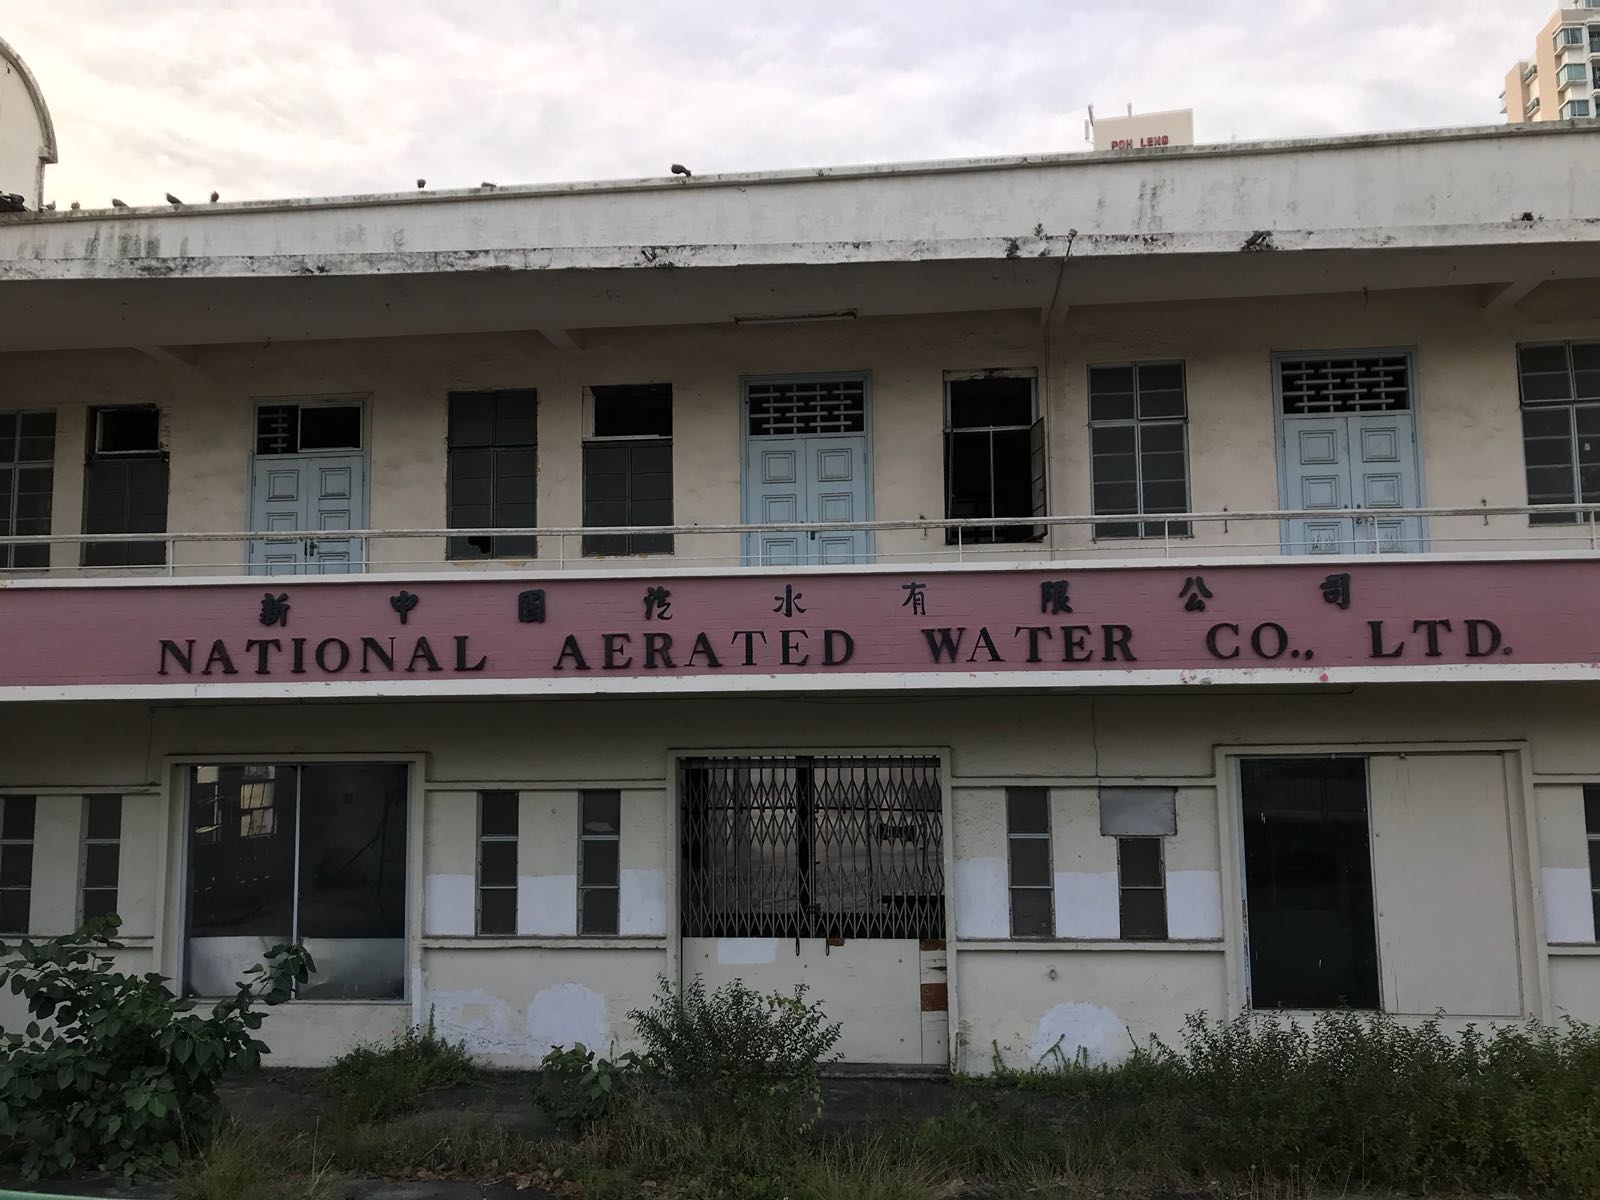 POH LENG
新中國汽水有限公司
NATIONAL AERATED WATER CO., LTD.